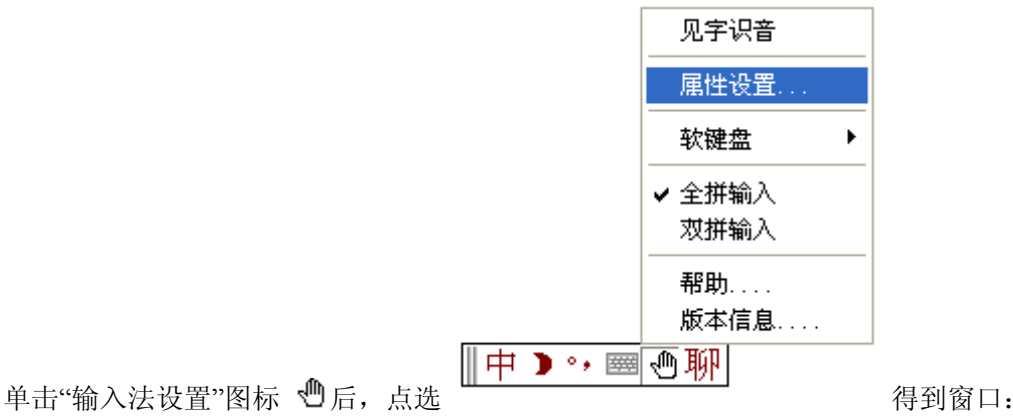 见字识音
属性设置...
软键盘
全拼输入
双拼输入
帮助....
版本信息....
中 聊
单击“输入法设置”图标 后，点选 得到窗口：